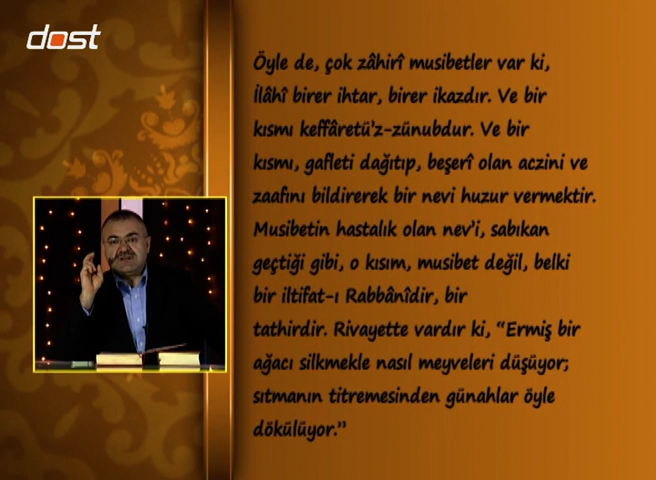 dost
Öyle de, çok zâhirî musibetler var ki,
İlâhî birer ihtar, birer ikazdır. Ve bir
kısmı keffâretü’z-zünubdur. Ve bir
kısmı, gafleti dağıtıp, beşerî olan aczini ve
zaafını bildirerek bir nevi huzur vermektir.
Musibetin hastalık olan nev’i, sabıkan
geçtiği gibi, o kısım, musibet değil, belki
bir iltifat-ı Rabbânîdir, bir
tathirdir. Rivayette vardır ki, “Ermiş bir
ağacı silkmekle nasıl meyveleri düşüyor;
sıtmanın titremesinden günahlar öyle
dökülüyor.”